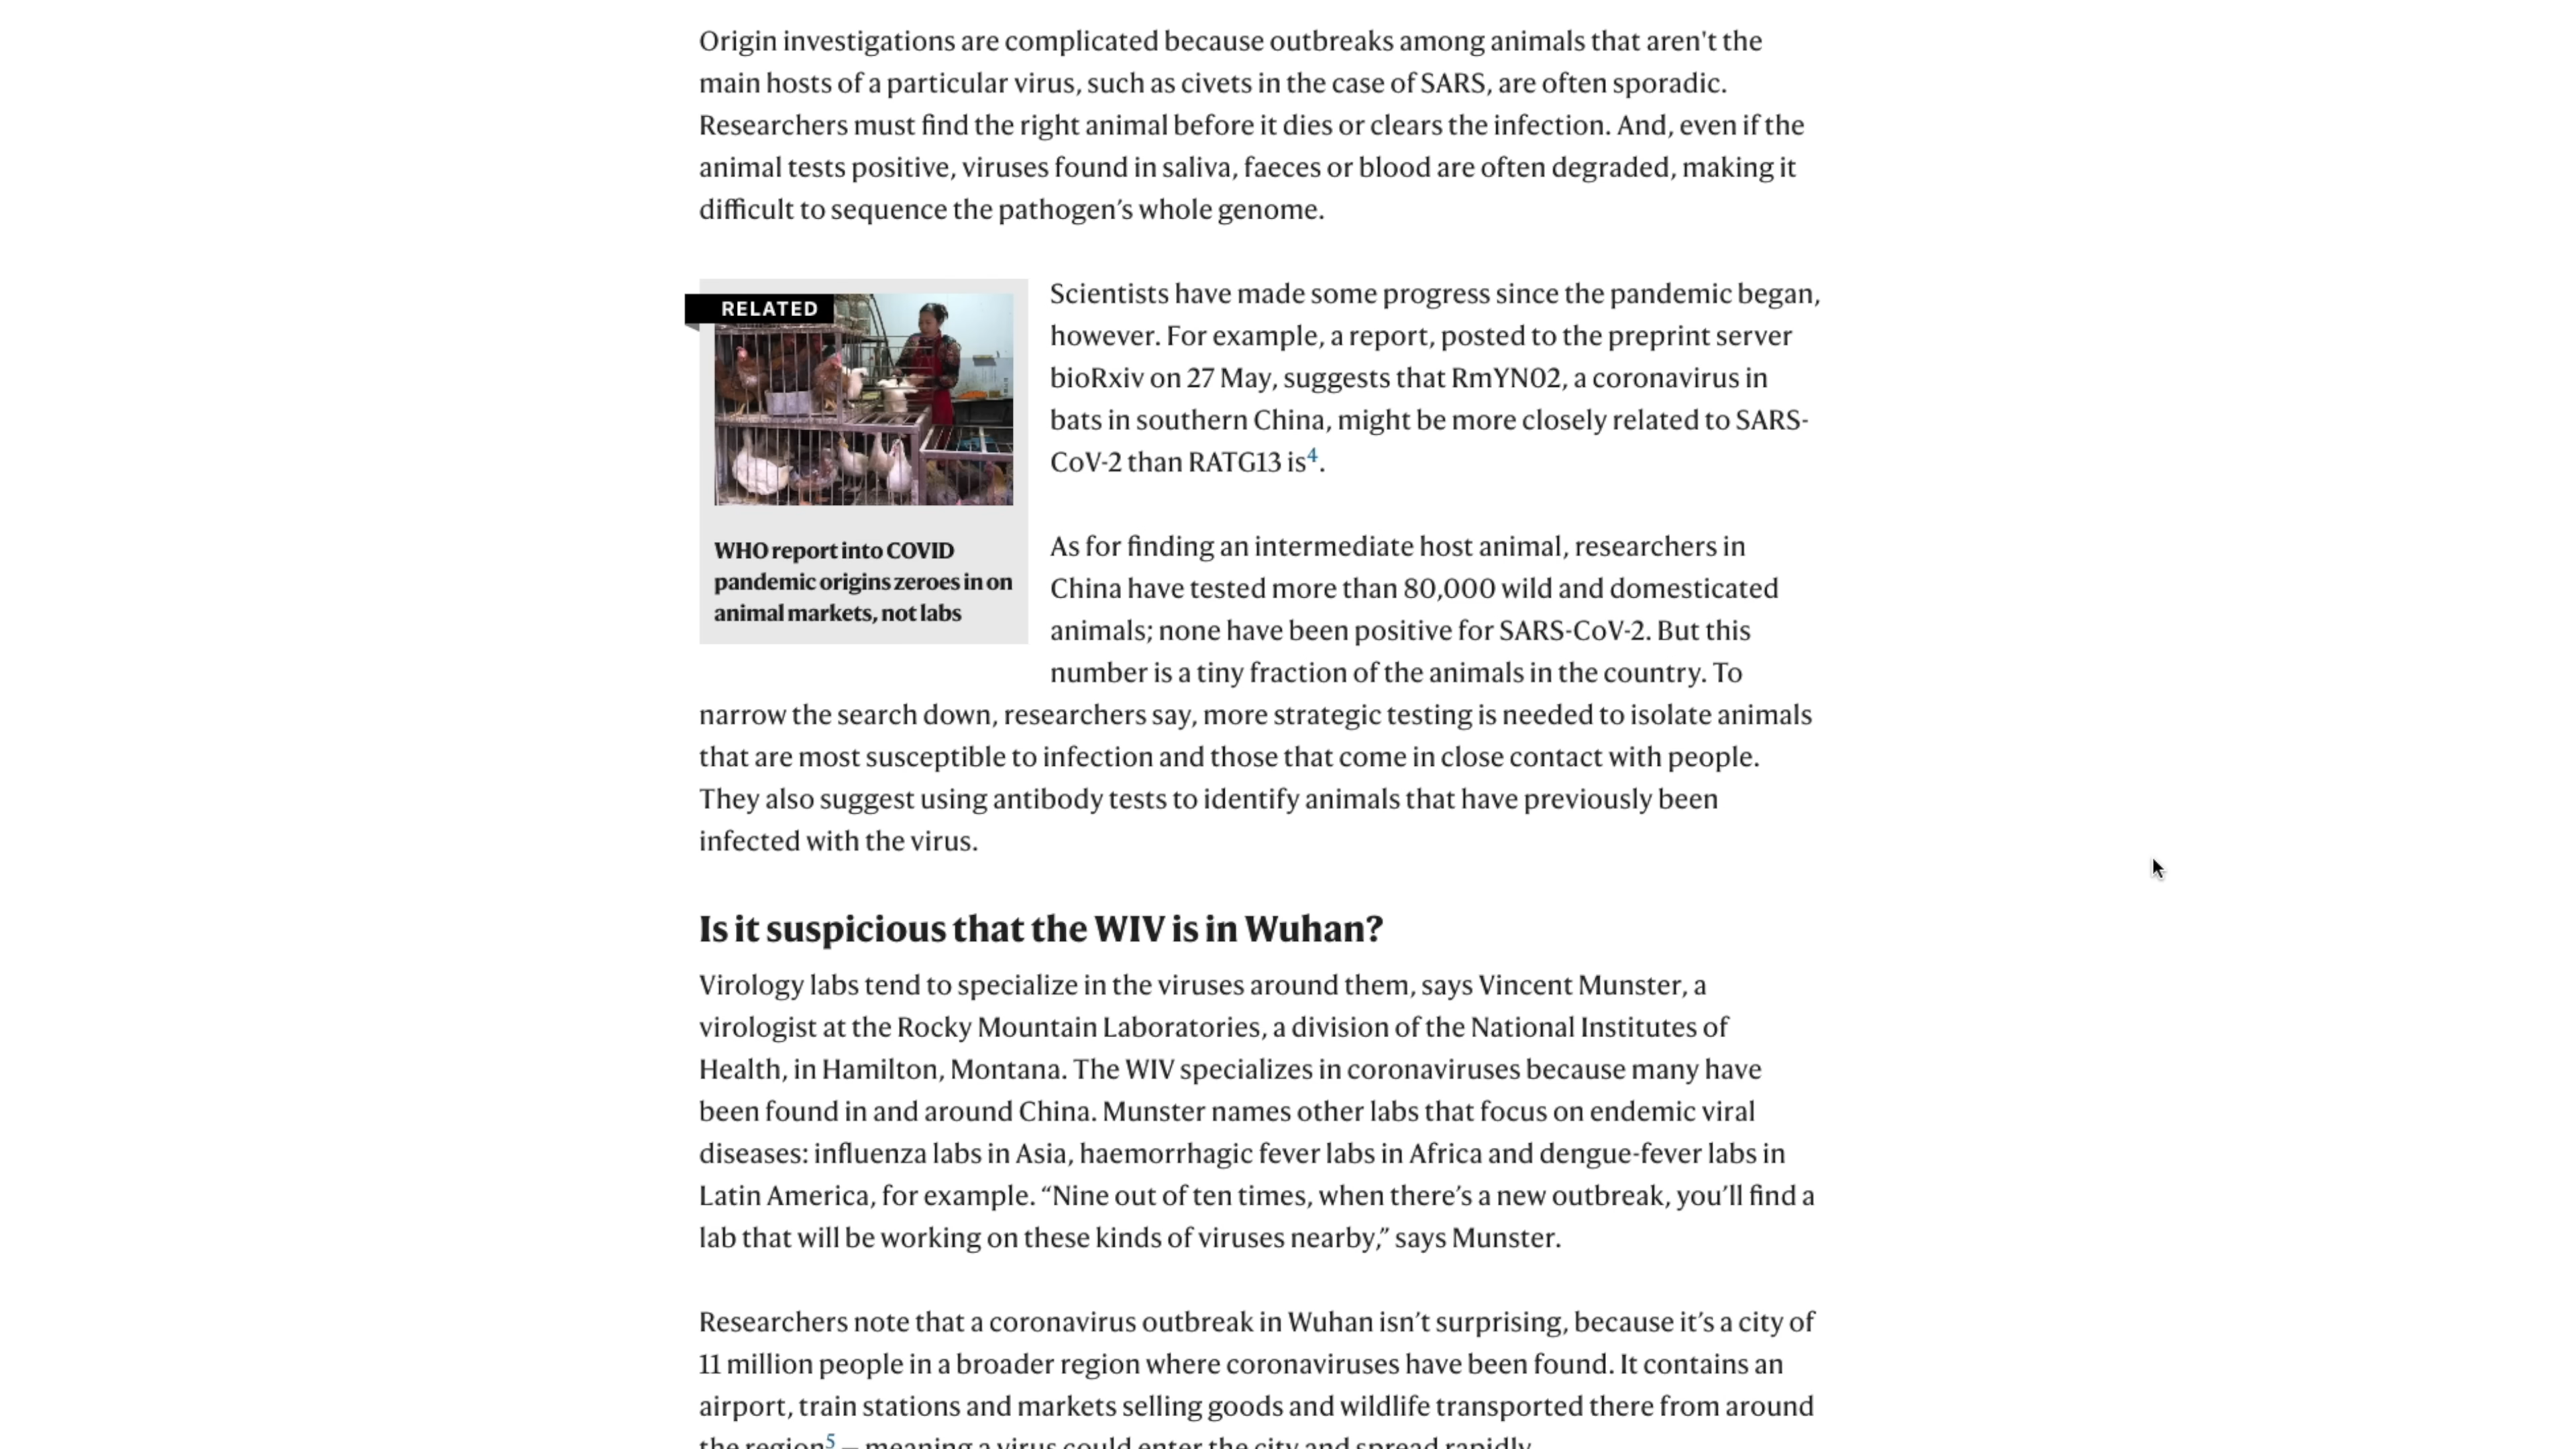 Origin investigations are complicated because outbreaks among animals that aren't the
main hosts of a particular virus, such as civets in the case of SARS, are often sporadic.
Researchers must find the right animal before it dies or clears the infection. And, even if the
animal tests positive, viruses found in saliva, faeces or blood are often degraded, making it
difficult to sequence the pathogen’s whole genome.
RELATED
WHO report into COVID
pandemic origins zeroes in on
animal markets, not labs
Scientists have made some progress since the pandemic began,
however. For example, a report, posted to the preprint server
bioRxiv on 27 May, suggests that RmYN02, a coronavirus in
bats in southern China, might be more closely related to SARS-
CoV-2 than RATG13 is4.
As for finding an intermediate host animal, researchers in
China have tested more than 80,000 wild and domesticated
animals; none have been positive for SARS-CoV-2. But this
number is a tiny fraction of the animals in the country. To
narrow the search down, researchers say, more strategic testing is needed to isolate animals
that are most susceptible to infection and those that come in close contact with people.
They also suggest using antibody tests to identify animals that have previously been
infected with the virus.
Is it suspicious that the WIV is in Wuhan?
Virology labs tend to specialize in the viruses around them, says Vincent Munster, a
virologist at the Rocky Mountain Laboratories, a division of the National Institutes of
Health, in Hamilton, Montana. The WIV specializes in coronaviruses because many have
been found in and around China. Munster names other labs that focus on endemic viral
diseases: influenza labs in Asia, haemorrhagic fever labs in Africa and dengue-fever labs in
Latin America, for example. “Nine out of ten times, when there’s a new outbreak, you’ll find a
lab that will be working on these kinds of viruses nearby,” says Munster.
Researchers note that a coronavirus outbreak in Wuhan isn’t surprising, because it’s a city of
11 million people in a broader region where coronaviruses have been found. It contains an
airport, train stations and markets selling goods and wildlife transported there from around
the region5 — meaning a virus could enter the city and spread rapidly.